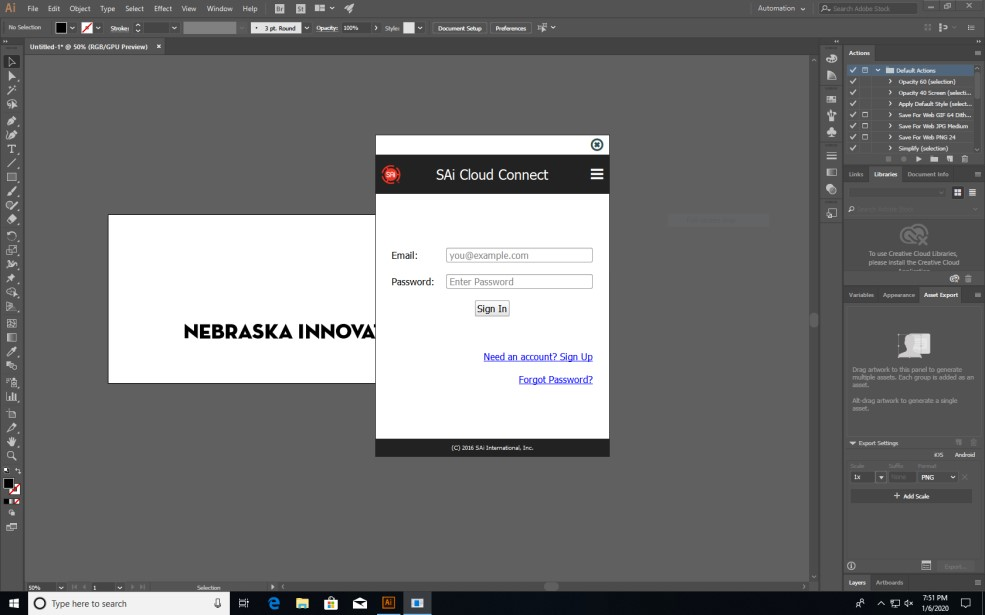 Ai File Edit Object Type Select Effect View Window Help Br St Automation Search Adobe Stock
No Selection Stroke: 3 pt. Round Opacity: 100% Style: Document Setup Preferences
Untitled-1* @ 50% (RGB/GPU Preview)
Actions
Default Actions
Opacity 60 (selection)
Opacity 40 Screen (selecti...
Apply Default Style (select...
Save For Web GIF 64 Dith...
Save For Web JPG Medium
Save For Web PNG 24
Simplify (selection)
Links Libraries Document Info
To use Creative Cloud Libraries,
please install the Creative Cloud
Application
Variables Appearance Asset Export
Drag artwork to this panel to generate
multiple assets. Each group is added as an
asset.
Alt-drag artwork to generate a single
asset.
Export Settings
iOS Android
Scale Suffix Format
1x None PNG
+ Add Scale
Export...
Layers Artboards
SAi
SAi Cloud Connect
Email: you@example.com
Password: Enter Password
Sign In
Need an account? Sign Up
Forgot Password?
(C) 2016 SAi International, Inc.
NEBRASKA INNOVA
50% 1 Selection
Type here to search
Ai
7:51 PM
1/6/2020